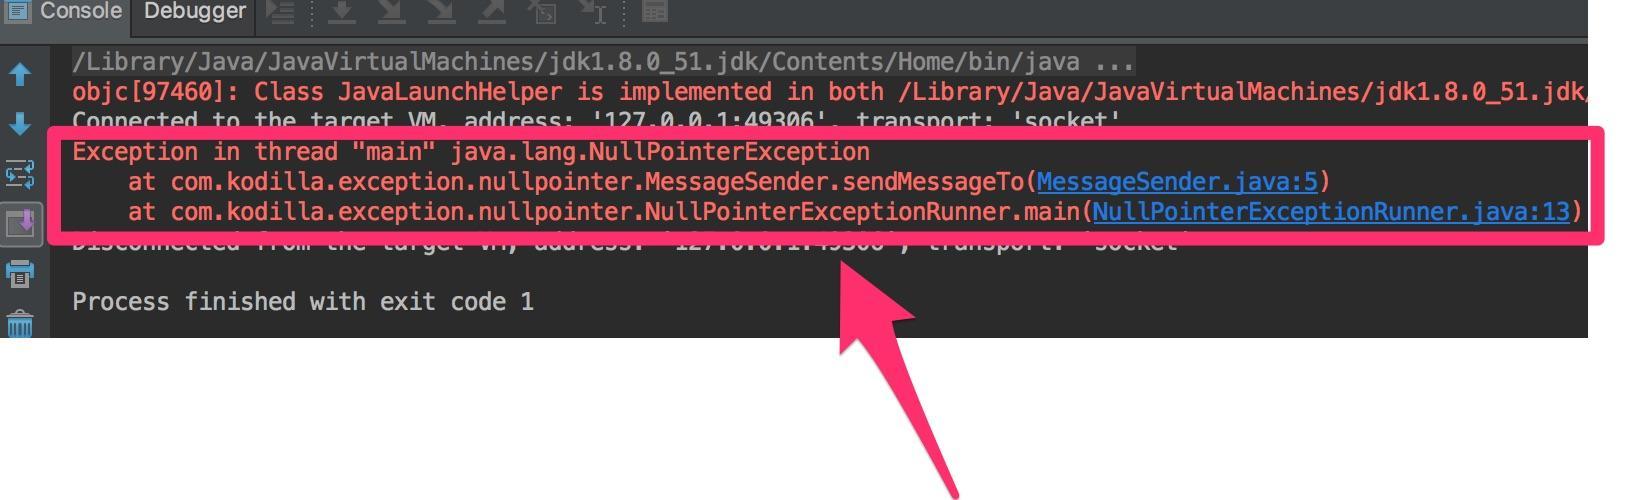 Console Debugger
/Library/Java/JavaVirtualMachines/jdk1.8.0_51.jdk/Contents/Home/bin/java ...
objc[97460]: Class JavaLaunchHelper is implemented in both /Library/Java/JavaVirtualMachines/jdk1.8.0_51.jdk/
Connected to the target VM, address: '127.0.0.1:49306', transport: 'socket'
Exception in thread "main" java.lang.NullPointerException
at com.kodilla.exception.nullpointer.MessageSender.sendMessageTo(MessageSender.java:5)
at com.kodilla.exception.nullpointer.NullPointerExceptionRunner.main(NullPointerExceptionRunner.java:13)
Disconnected from the target VM, address: '127.0.0.1:49306', transport: 'socket'
Process finished with exit code 1